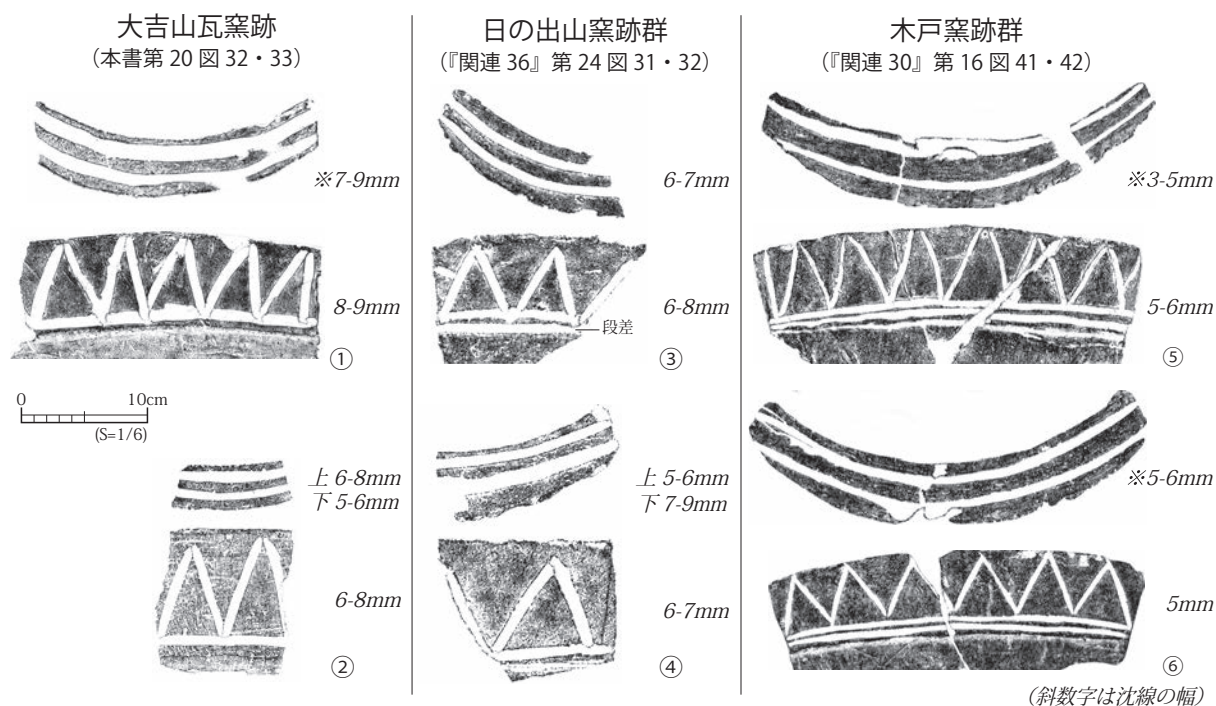 大吉山瓦窯跡
(本書第 20 図 32・33)
※7-9mm
8-9mm
①
0 10cm
(S=1/6)
上 6-8mm
下 5-6mm
6-8mm
②
日の出山窯跡群
(『関連 36』第 24 図 31・32)
6-7mm
6-8mm
段差
③
上 5-6mm
下 7-9mm
6-7mm
④
木戸窯跡群
(『関連 30』第 16 図 41・42)
※3-5mm
5-6mm
⑤
※5-6mm
5mm
⑥
(斜数字は沈線の幅)